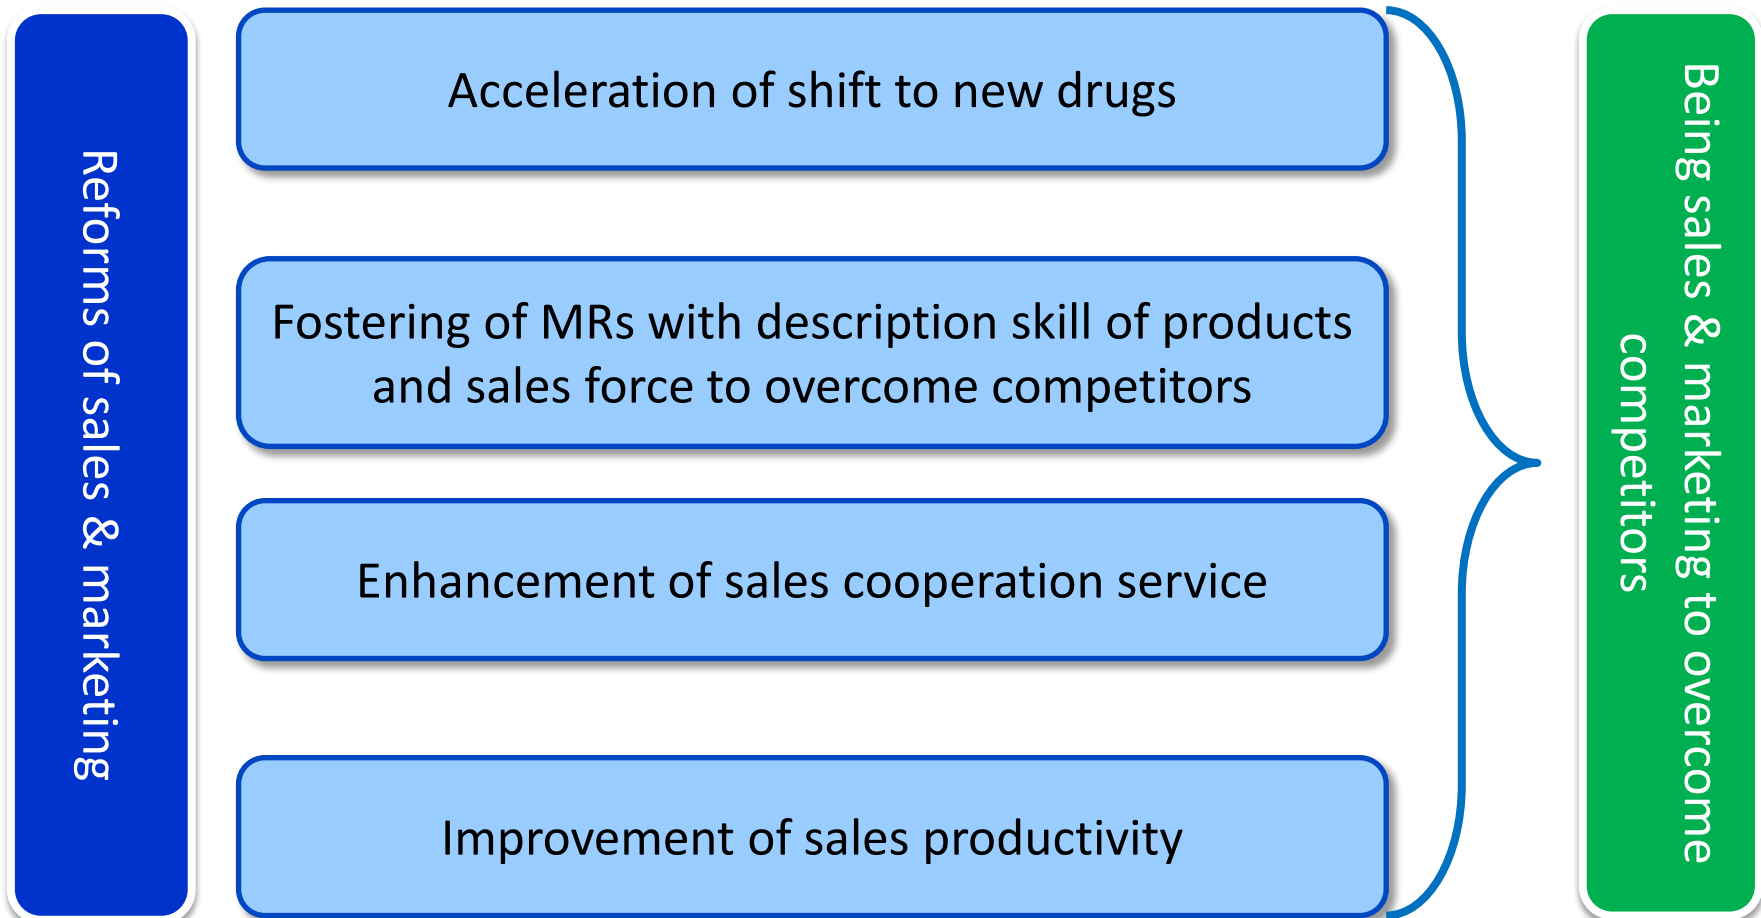 Reforms of sales & marketing
Acceleration of shift to new drugs
Fostering of MRs with description skill of products
and sales force to overcome competitors
Enhancement of sales cooperation service
Improvement of sales productivity
Being sales & marketing to overcome
competitors